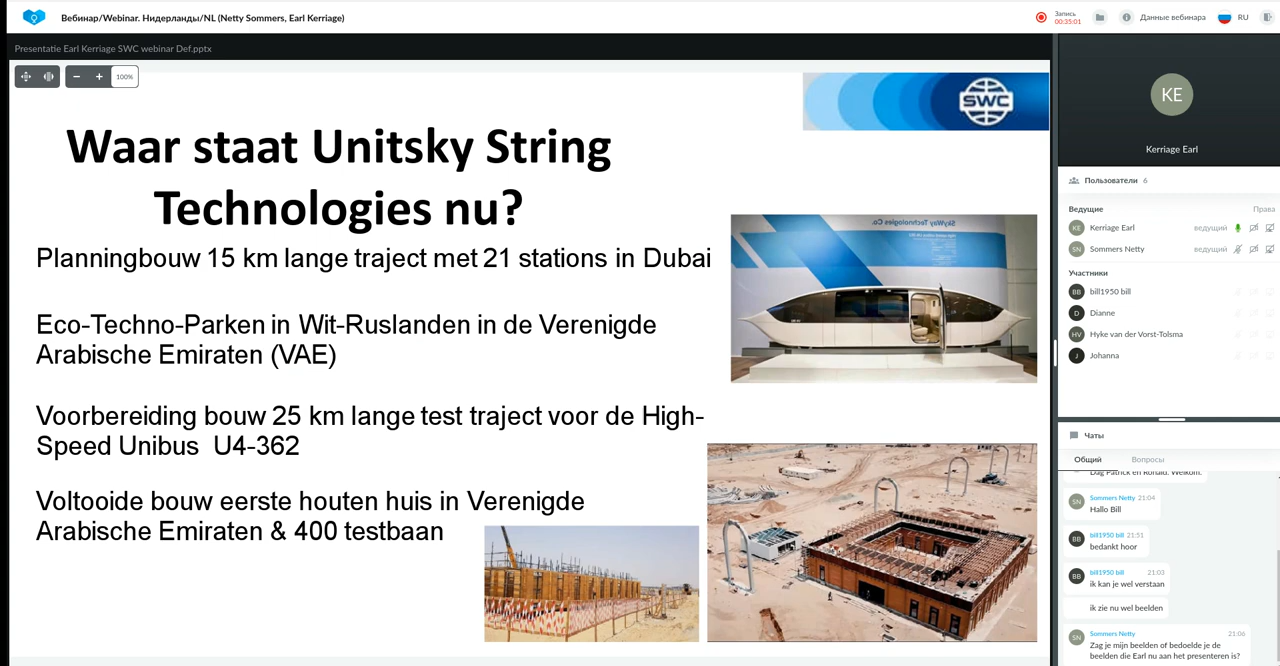 Вебинар/Webinar. Нидерланды/NL (Netty Sommers, Earl Kerriage)
Запись
00:35:01
Данные вебинара
RU
Presentatie Earl Kerriage SWC webinar Def.pptx
100%
SWC
Waar staat Unitsky String
Technologies nu?
Planningbouw 15 km lange traject met 21 stations in Dubai
Eco-Techno-Parken in Wit-Ruslanden in de Verenigde
Arabische Emiraten (VAE)
Voorbereiding bouw 25 km lange test traject voor de High-
Speed Unibus U4-362
Voltooide bouw eerste houten huis in Verenigde
Arabische Emiraten & 400 testbaan
SkyWay Technologies Co.
KE
Kerriage Earl
Пользователи 6
Ведущие Права
KE Kerriage Earl ведущий
SN Sommers Netty ведущий
Участники
BB bill1950 bill
D Dianne
HV Hyke van der Vorst-Tolsma
J Johanna
Чаты
Общий Вопросы
Dag Patrick en Ronald. Welkom.
SN Sommers Netty 21:04
Hallo Bill
BB bill1950 bill 21:51
bedankt hoor
BB bill1950 bill 21:03
ik kan je wel verstaan
ik zie nu wel beelden
SN Sommers Netty 21:06
Zag je mijn beelden of bedoelde je de
beelden die Earl nu aan het presenteren is?